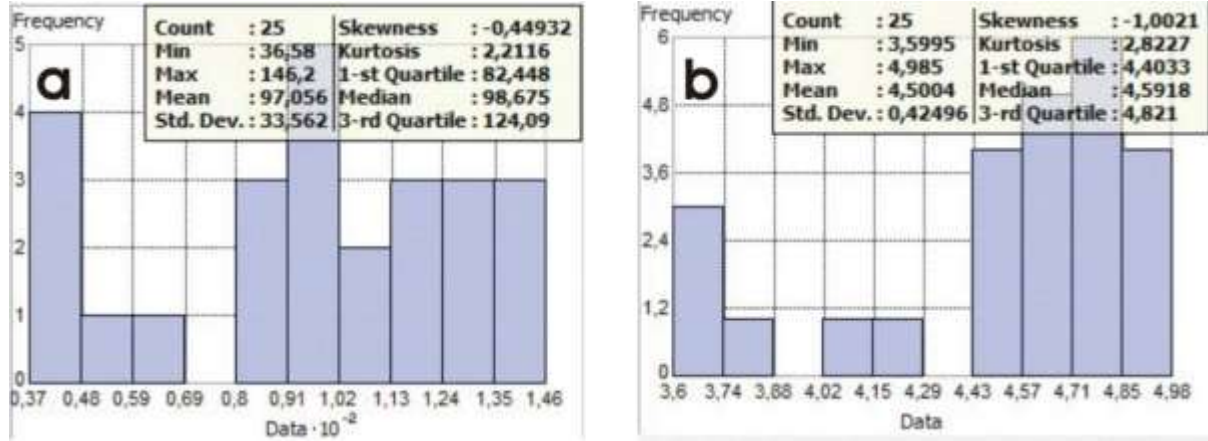 Frequency
a
Count : 25 Skewness : -0,44932
Min : 36,58 Kurtosis : 2,2116
Max : 146,2 1-st Quartile : 82,448
Mean : 97,056 Median : 98,675
Std. Dev. : 33,562 3-rd Quartile : 124,09
5
4
3
2
1
0
0,37 0,48 0,59 0,69 0,8 0,91 1,02 1,13 1,24 1,35 1,46
Data · 10⁻²
Frequency
b
Count : 25 Skewness : -1,0021
Min : 3,5995 Kurtosis : 2,8227
Max : 4,985 1-st Quartile : 4,4033
Mean : 4,5004 Median : 4,5918
Std. Dev. : 0,42496 3-rd Quartile : 4,821
6
4,8
3,6
2,4
1,2
0
3,6 3,74 3,88 4,02 4,15 4,29 4,43 4,57 4,71 4,85 4,98
Data